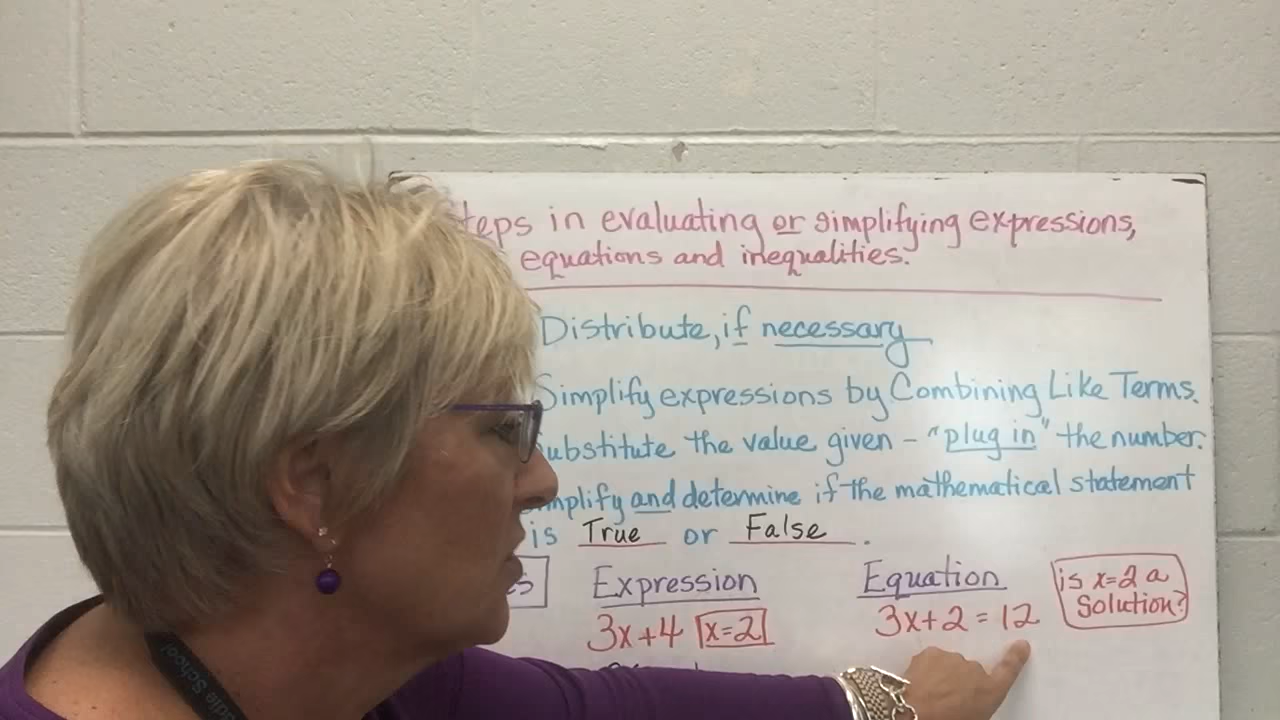 teps in evaluating or simplifying expressions,
equations and inequalities.
Distribute, if necessary
Simplify expressions by Combining Like Terms.
ubstitute the value given - "plug in" the number.
mplify and determine if the mathematical statement
is True or False.
Expression
3x+4 x=2
Equation
3x+2=12
is x=2 a
Solution?
ddle School